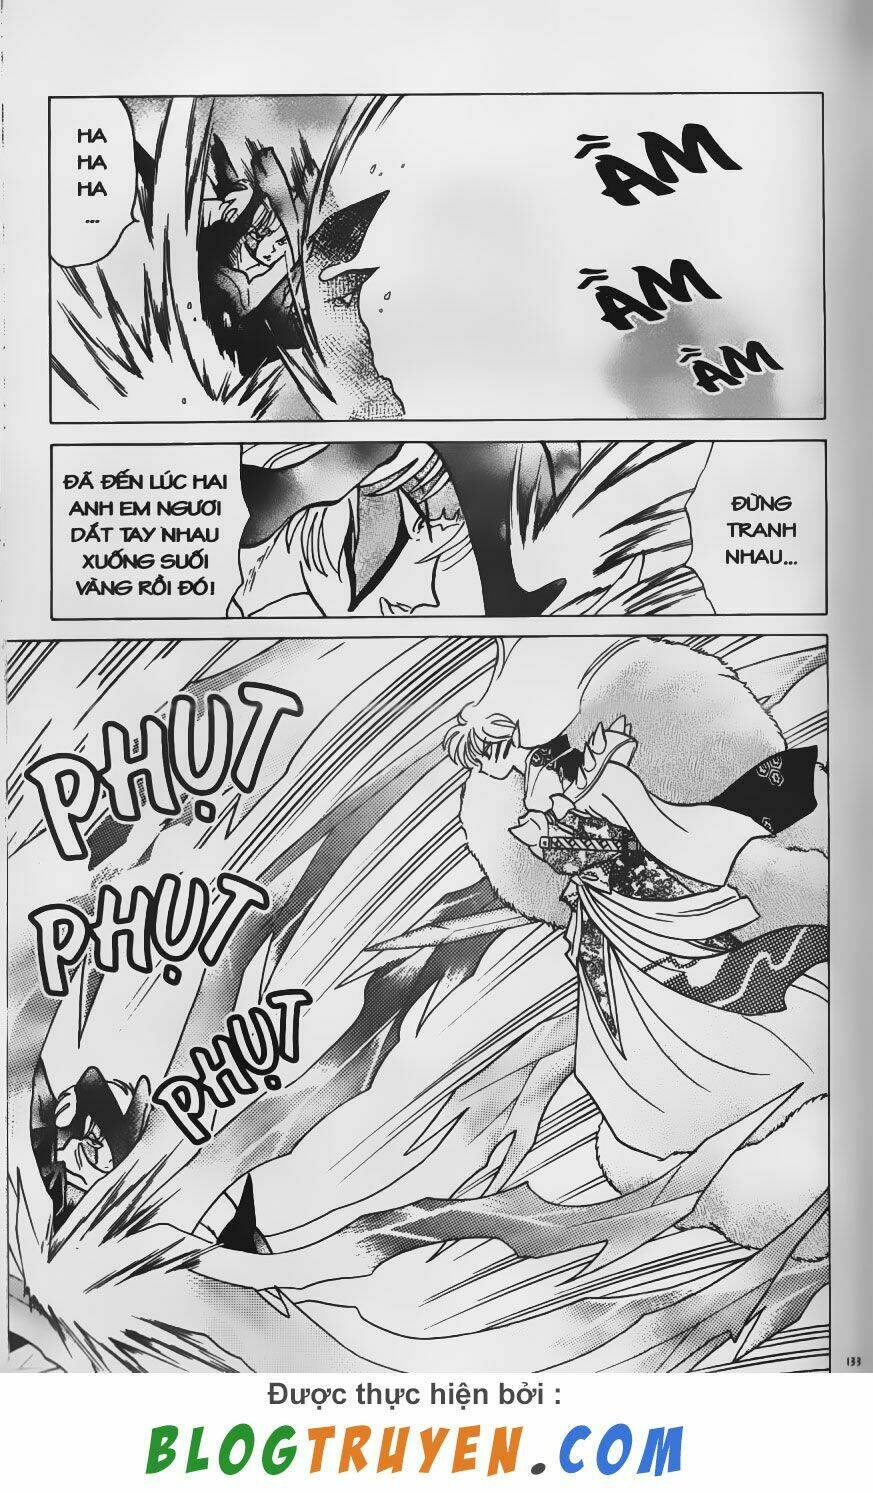 HA
HA
HA
...
ẦM
ẦM
ẦM
ĐÃ ĐẾN LÚC HAI
ANH EM NGƯƠI
DẮT TAY NHAU
XUỐNG SUỐI
VÀNG RỒI ĐÓ!
ĐỪNG
TRANH
NHAU...
PHỤT
PHỤT
PHỤT
133
Được thực hiện bởi :
BLOGTRUYEN.COM